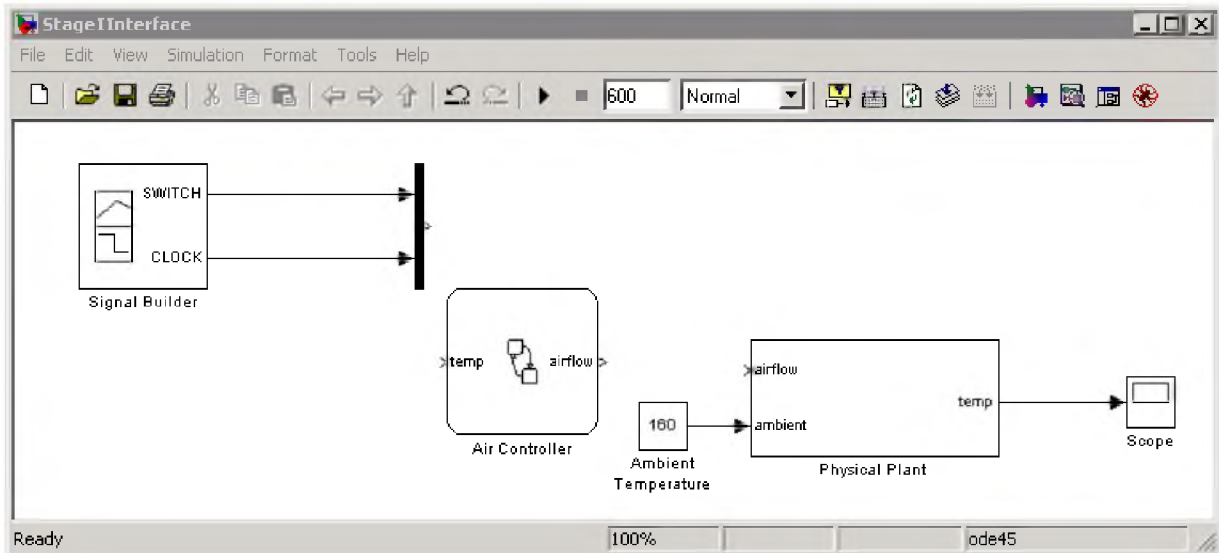 Stage1Interface
File Edit View Simulation Format Tools Help
600 Normal
SWITCH
CLOCK
Signal Builder
temp airflow
Air Controller
160
Ambient
Temperature
airflow
ambient
temp
Physical Plant
Scope
Ready 100% ode45